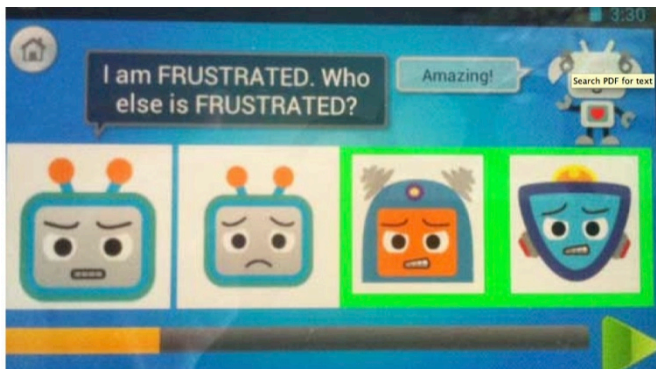 3:30
I am FRUSTRATED. Who
else is FRUSTRATED?
Amazing!
Search PDF for text